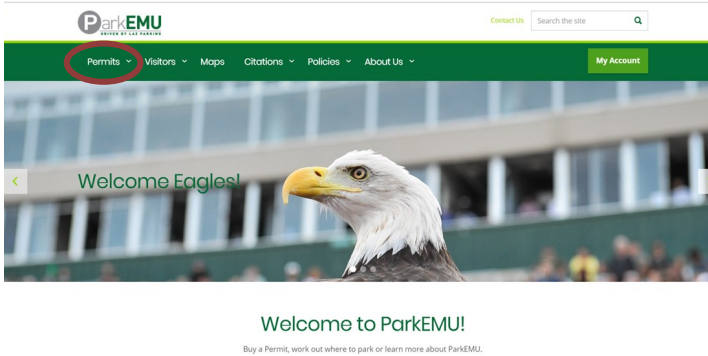 ParkEMU
DRIVEN BY LAZ PARKING
Contact Us
Search the site
Permits Visitors Maps Citations Policies About Us
My Account
Welcome Eagles!
Welcome to ParkEMU!
Buy a Permit, work out where to park or learn more about ParkEMU.